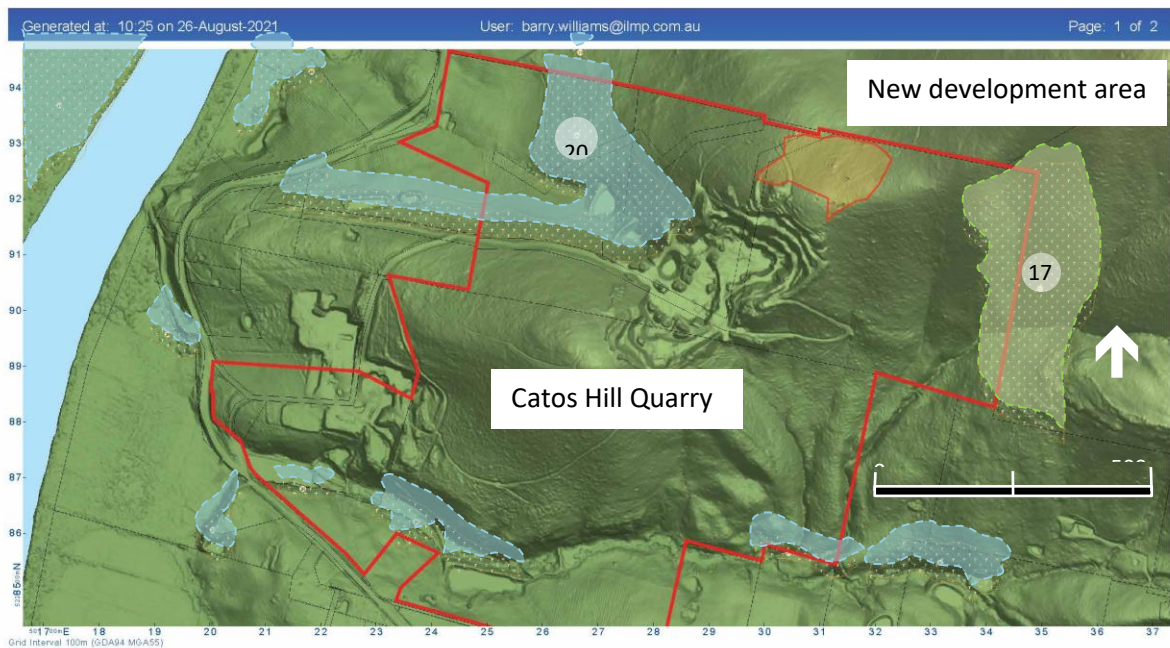 Generated at: 10:25 on 26-August-2021 User: barry.williams@ilmp.com.au Page: 1 of 2
New development area
94
93
20
92
91
17
90
89
Catos Hill Quarry
88
87
86
17 E 18 19 20 21 22 23 24 25 26 27 28 29 30 31 32 33 34 35 36 37
Grid Interval 100m (GDA94 MGA55)